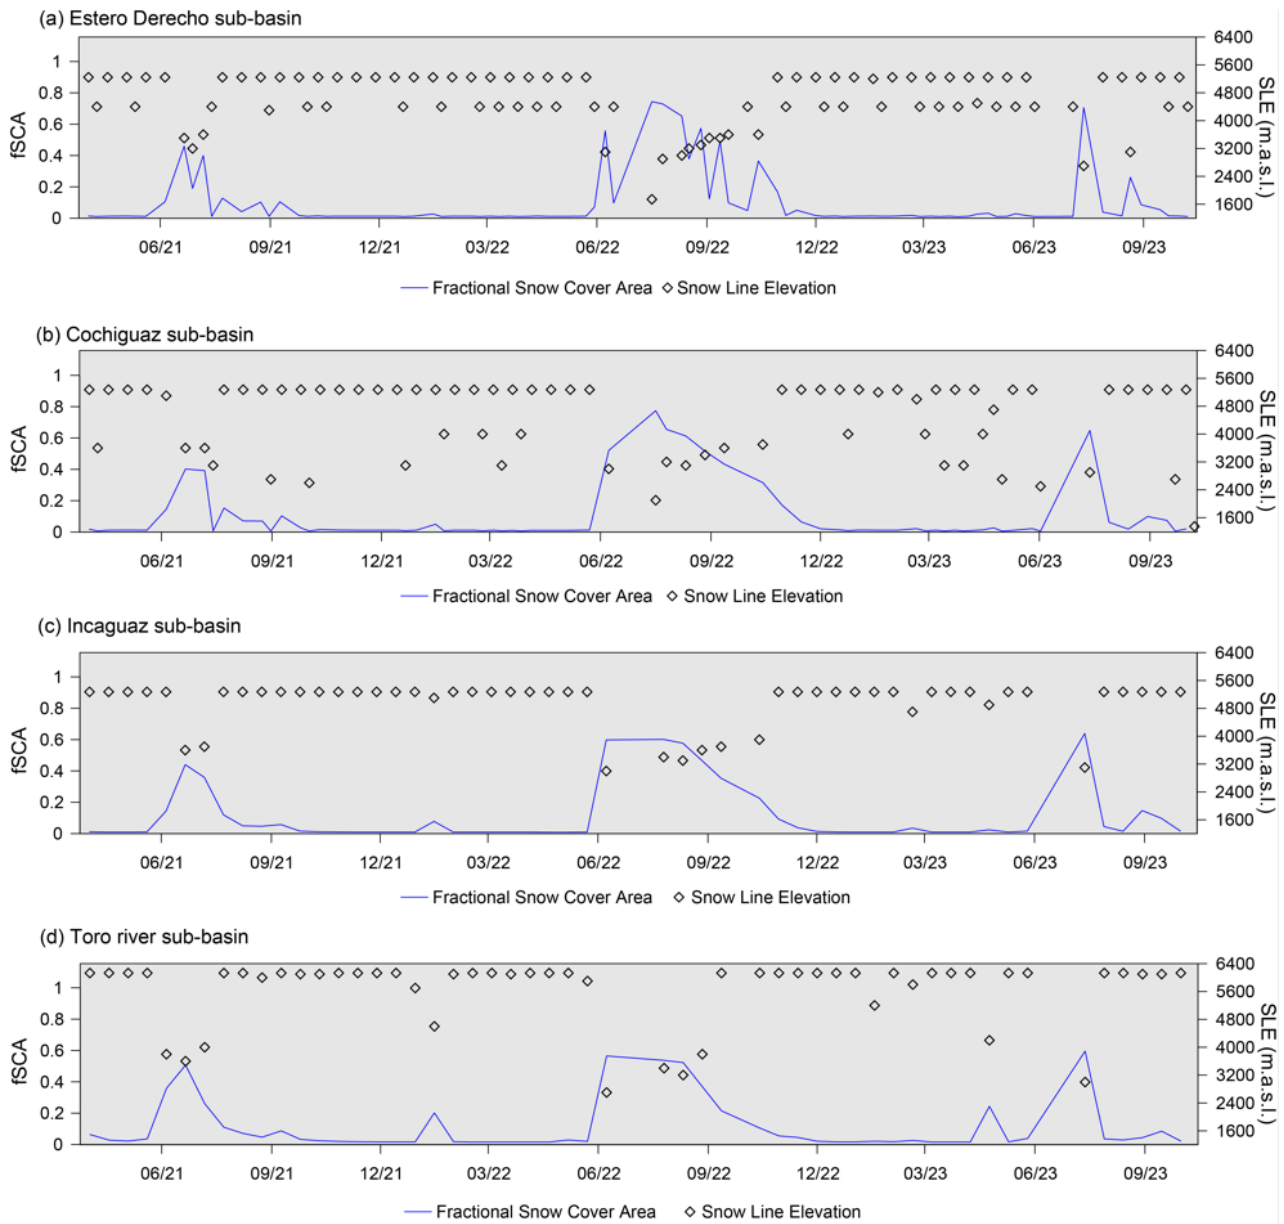 (a) Estero Derecho sub-basin
1
0.8
0.6
0.4
0.2
0
fSCA
6400
5600
4800
4000
3200
2400
1600
SLE (m.a.s.l.)
06/21 09/21 12/21 03/22 06/22 09/22 12/22 03/23 06/23 09/23
Fractional Snow Cover Area Snow Line Elevation
(b) Cochiguaz sub-basin
1
0.8
0.6
0.4
0.2
0
fSCA
6400
5600
4800
4000
3200
2400
1600
SLE (m.a.s.l.)
06/21 09/21 12/21 03/22 06/22 09/22 12/22 03/23 06/23 09/23
Fractional Snow Cover Area Snow Line Elevation
(c) Incaguaz sub-basin
1
0.8
0.6
0.4
0.2
0
fSCA
6400
5600
4800
4000
3200
2400
1600
SLE (m.a.s.l.)
06/21 09/21 12/21 03/22 06/22 09/22 12/22 03/23 06/23 09/23
Fractional Snow Cover Area Snow Line Elevation
(d) Toro river sub-basin
1
0.8
0.6
0.4
0.2
0
fSCA
6400
5600
4800
4000
3200
2400
1600
SLE (m.a.s.l.)
06/21 09/21 12/21 03/22 06/22 09/22 12/22 03/23 06/23 09/23
Fractional Snow Cover Area Snow Line Elevation